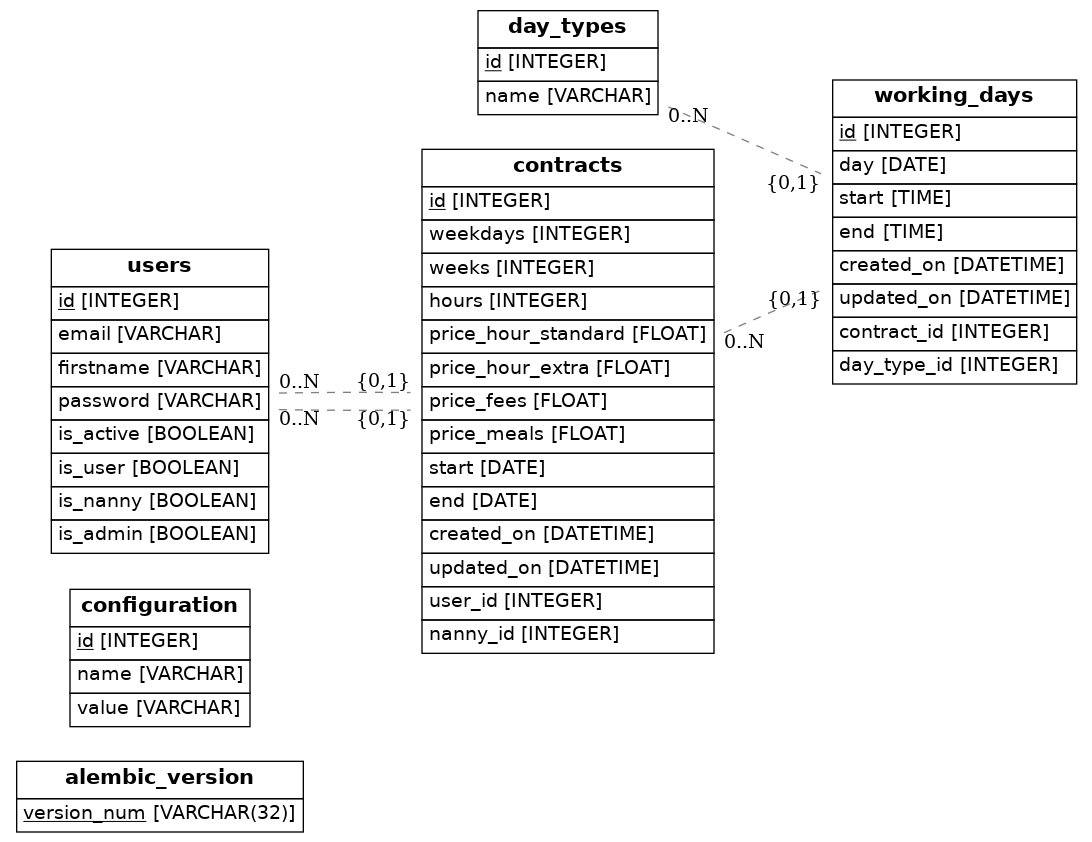 day_types
id [INTEGER]
name [VARCHAR]
0..N
{0,1}
working_days
id [INTEGER]
day [DATE]
start [TIME]
end [TIME]
created_on [DATETIME]
updated_on [DATETIME]
contract_id [INTEGER]
day_type_id [INTEGER]
contracts
id [INTEGER]
weekdays [INTEGER]
weeks [INTEGER]
hours [INTEGER]
price_hour_standard [FLOAT]
price_hour_extra [FLOAT]
price_fees [FLOAT]
price_meals [FLOAT]
start [DATE]
end [DATE]
created_on [DATETIME]
updated_on [DATETIME]
user_id [INTEGER]
nanny_id [INTEGER]
{0,1}
0..N
users
id [INTEGER]
email [VARCHAR]
firstname [VARCHAR]
password [VARCHAR]
is_active [BOOLEAN]
is_user [BOOLEAN]
is_nanny [BOOLEAN]
is_admin [BOOLEAN]
0..N {0,1}
0..N {0,1}
configuration
id [INTEGER]
name [VARCHAR]
value [VARCHAR]
alembic_version
version_num [VARCHAR(32)]